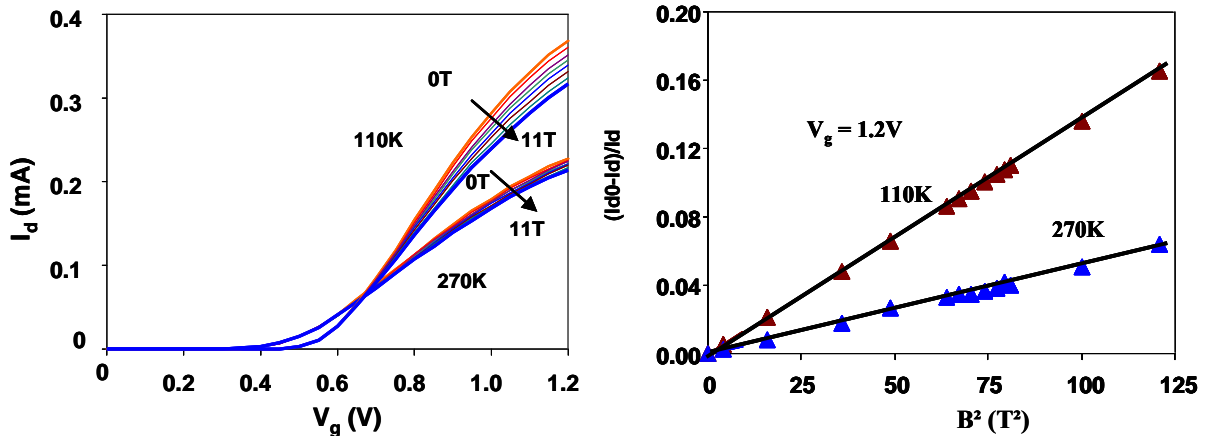 0.4
0.3
0.2
0.1
0
I_d (mA)
0T
110K
11T
0T
11T
270K
0 0.2 0.4 0.6 0.8 1.0 1.2
V_g (V)
0.20
0.16
0.12
0.08
0.04
0.00
(Id0-Id)/Id
V_g = 1.2V
110K
270K
0 25 50 75 100 125
B² (T²)